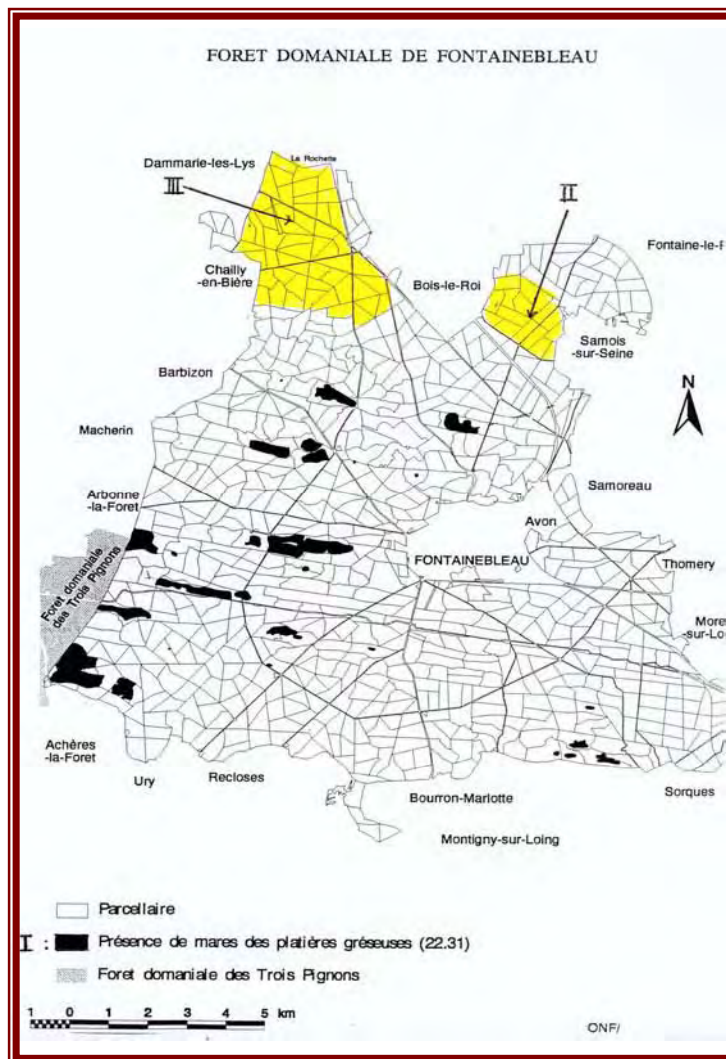 FORET DOMANIALE DE FONTAINEBLEAU
La Rochette
Dammarie-les-Lys
III
II
Fontaine-le-P
Chailly
-en-Bière
Bois-le-Roi
Samois
-sur-Seine
Barbizon
N
Macherin
Samoreau
Arbonne
-la-Foret
Avon
Foret domaniale
des Trois Pignons
FONTAINEBLEAU
Thomery
More
-sur-Lo
Achères
-la-Foret
Ury
Recloses
Sorques
Bourron-Marlotte
Montigny-sur-Loing
Parcellaire
I : Présence de mares des platières gréseuses (22.31)
Foret domaniale des Trois Pignons
1 0 1 2 3 4 5 km
ONF/